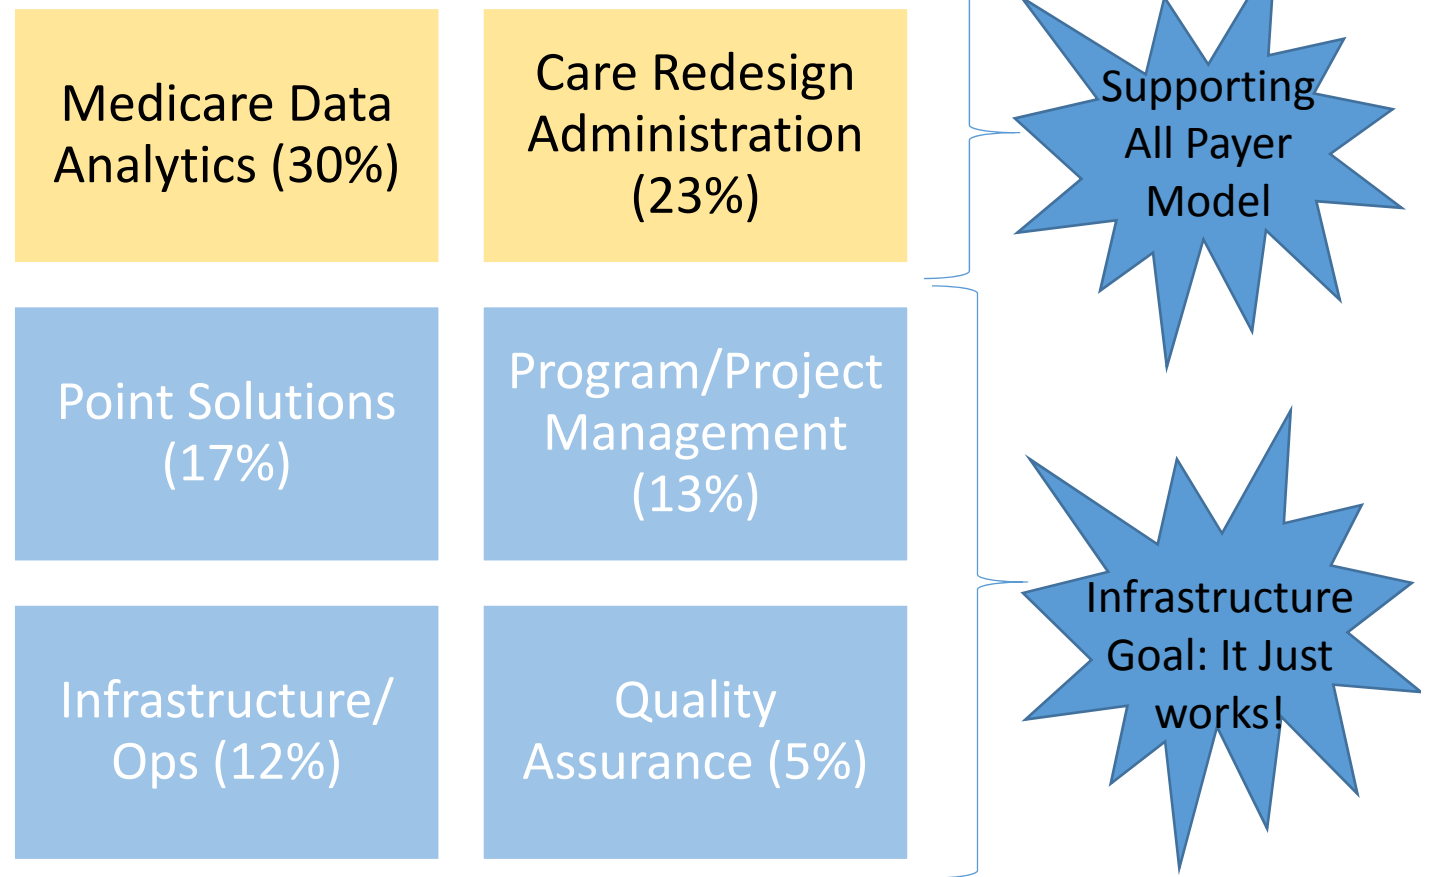 Medicare Data
Analytics (30%)
Care Redesign
Administration
(23%)
Supporting
All Payer
Model
Point Solutions
(17%)
Program/Project
Management
(13%)
Infrastructure/
Ops (12%)
Quality
Assurance (5%)
Infrastructure
Goal: It Just
works!